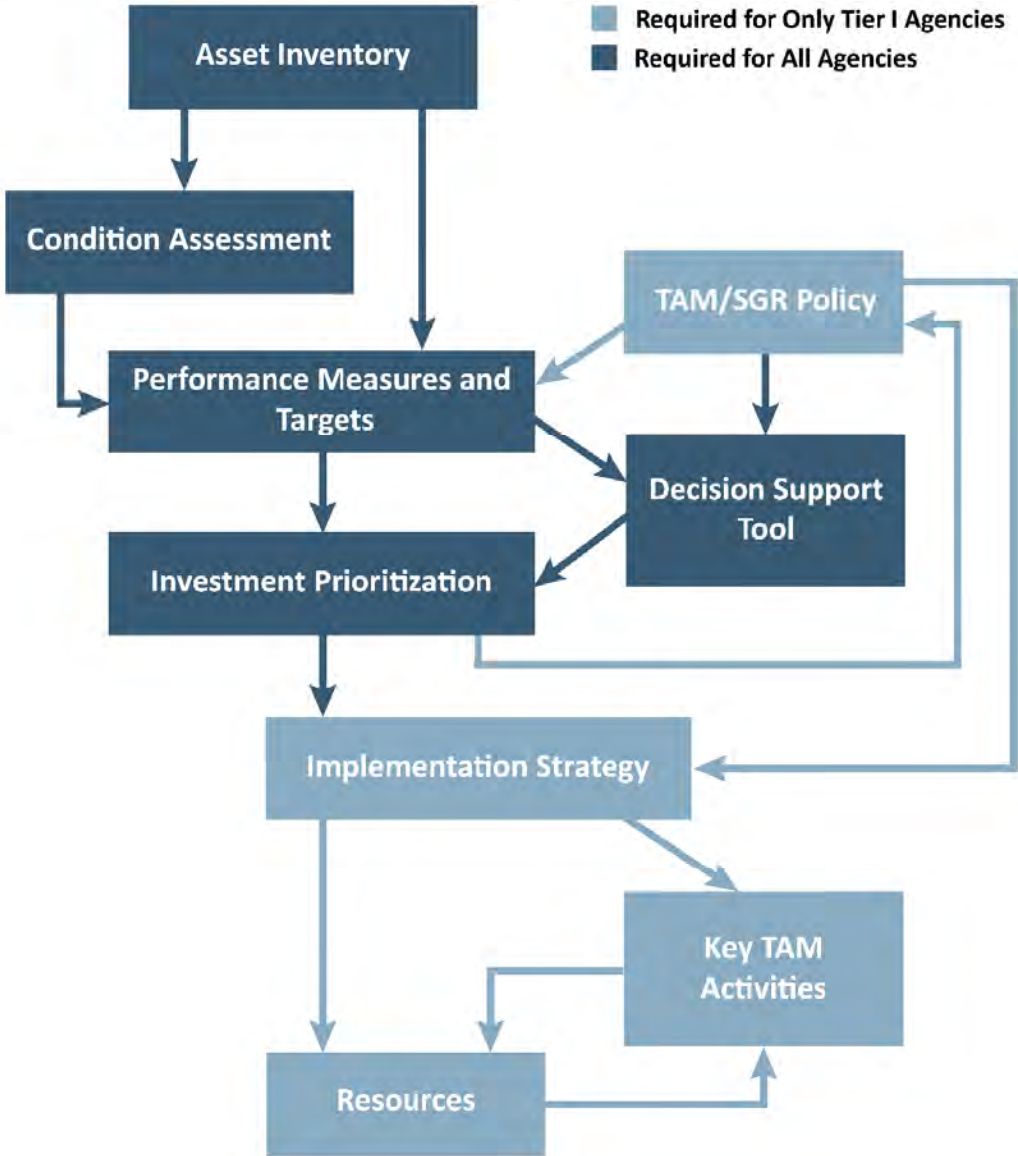 Required for Only Tier I Agencies
Required for All Agencies
Asset Inventory
Condition Assessment
TAM/SGR Policy
Performance Measures and
Targets
Decision Support
Tool
Investment Prioritization
Implementation Strategy
Key TAM
Activities
Resources